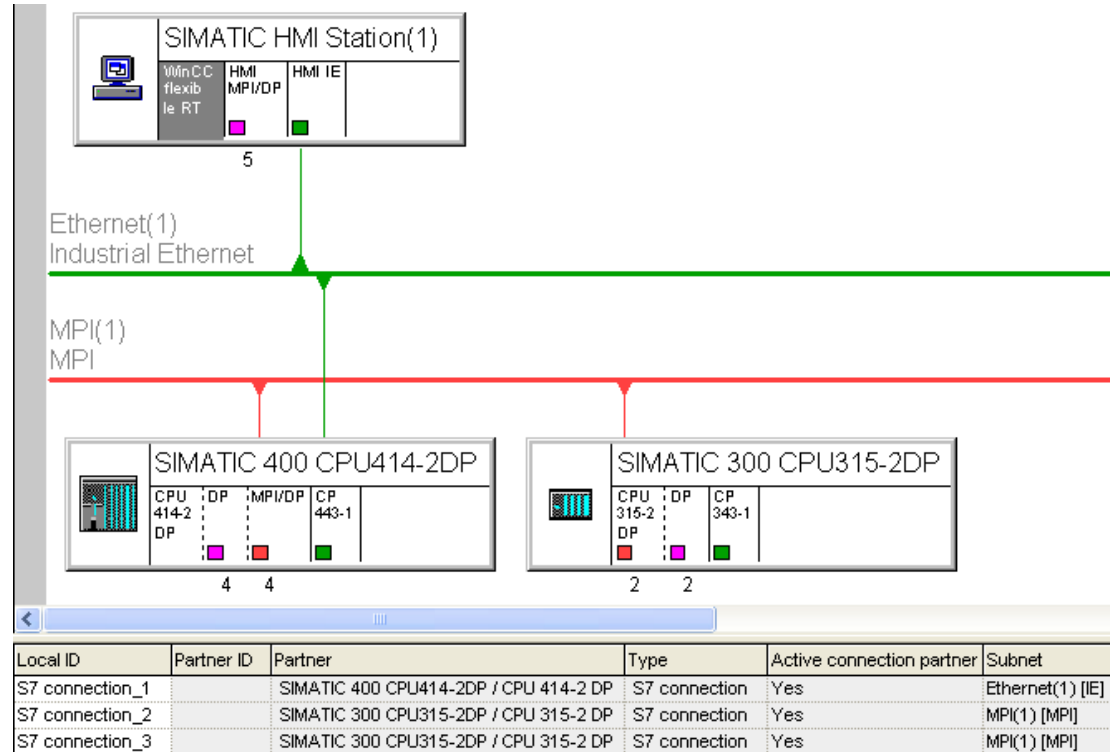 SIMATIC HMI Station(1)
WinCC flexib le RT
HMI MPI/DP
HMI IE
5
Ethernet(1)
Industrial Ethernet
MPI(1)
MPI
SIMATIC 400 CPU414-2DP
CPU 414-2 DP
DP
MPI/DP
CP 443-1
4 4
SIMATIC 300 CPU315-2DP
CPU 315-2 DP
DP
CP 343-1
2 2
Local ID Partner ID Partner Type Active connection partner Subnet
S7 connection_1 SIMATIC 400 CPU414-2DP / CPU 414-2 DP S7 connection Yes Ethernet(1) [IE]
S7 connection_2 SIMATIC 300 CPU315-2DP / CPU 315-2 DP S7 connection Yes MPI(1) [MPI]
S7 connection_3 SIMATIC 300 CPU315-2DP / CPU 315-2 DP S7 connection Yes MPI(1) [MPI]